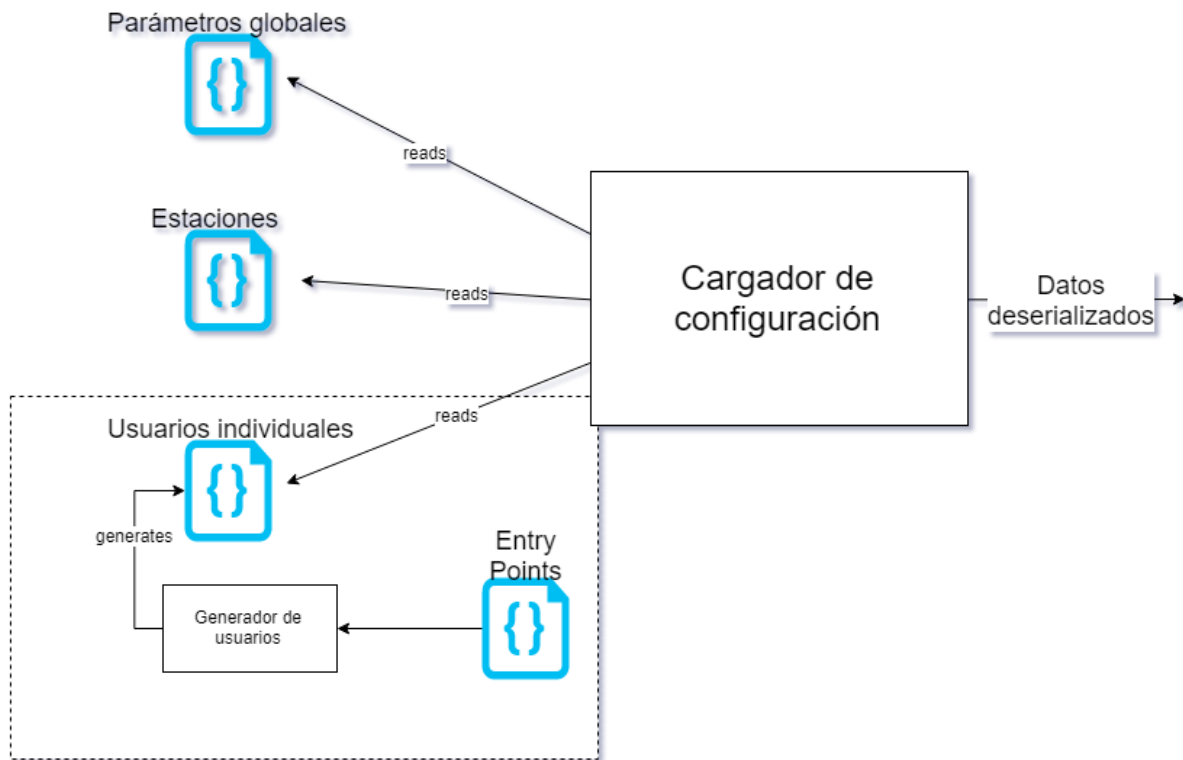 Parámetros globales
{}
reads
Estaciones
{}
reads
Cargador de
configuración
Datos
deserializados
reads
Usuarios individuales
{}
generates
Entry
Points
{}
Generador de
usuarios